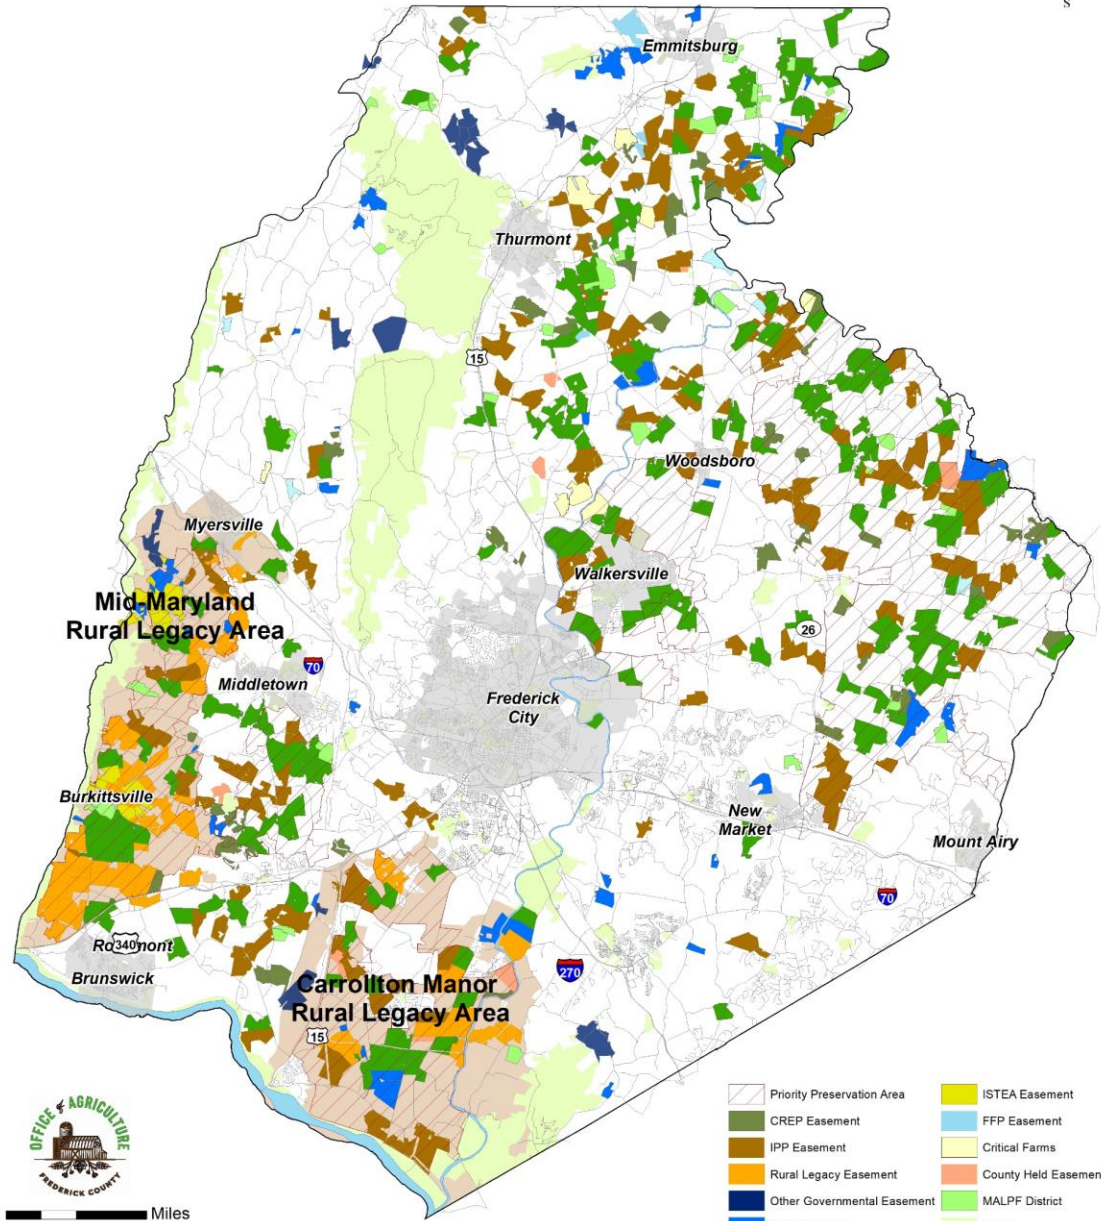 S
Emmitsburg
Thurmont
15
Woodsboro
Myersville
Walkersville
Mid-Maryland
Rural Legacy Area
26
70
Middletown
Frederick
City
Burkittsville
New
Market
Mount Airy
70
340
Brunswick
270
Carrollton Manor
Rural Legacy Area
15
OFFICE of AGRICULTURE
FREDERICK COUNTY
Miles
Priority Preservation Area
CREP Easement
IPP Easement
Rural Legacy Easement
Other Governmental Easement
ISTEA Easement
FFP Easement
Critical Farms
County Held Easemen
MALPF District